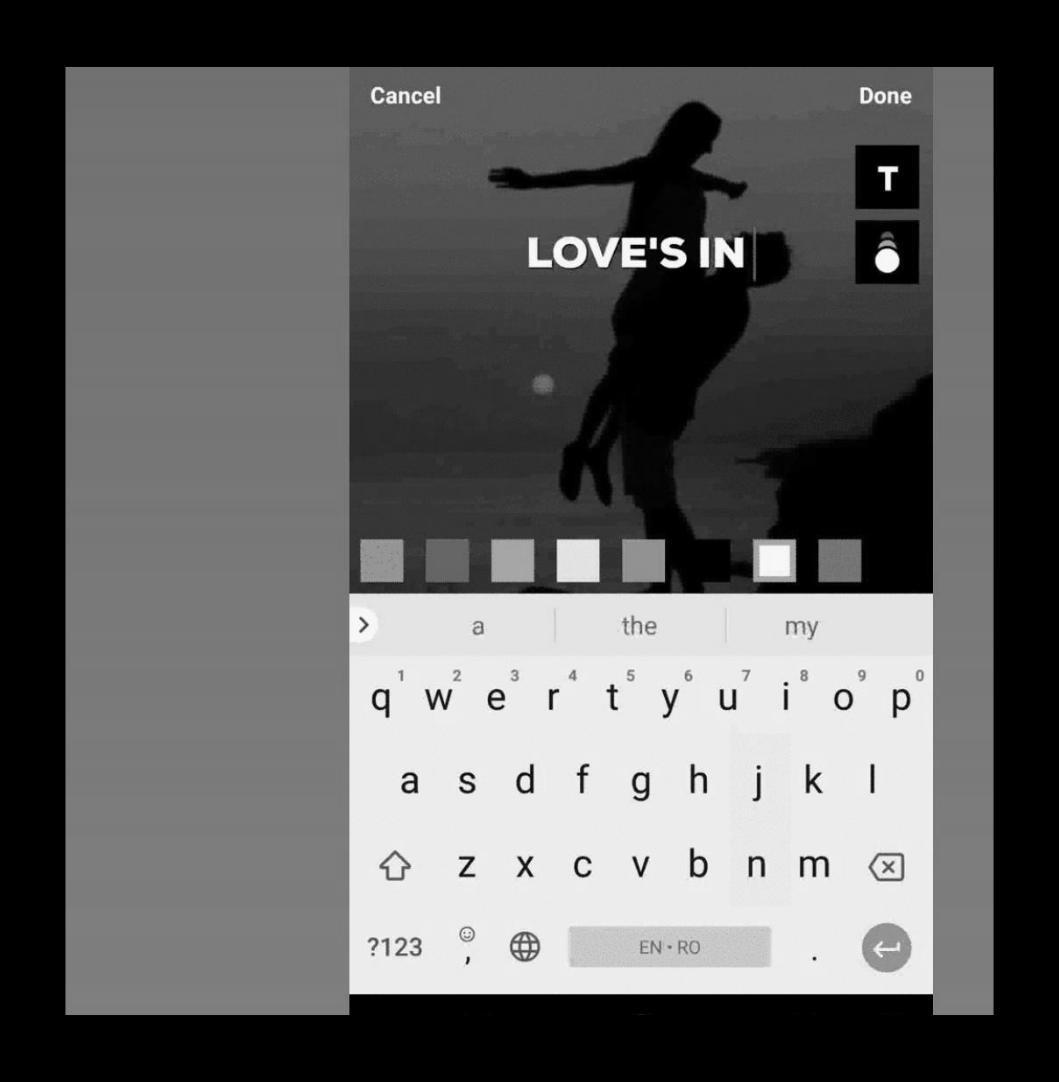 Cancel Done
T
LOVE'S IN
a the my
1 2 3 4 5 6 7 8 9 0
q w e r t y u i o p
a s d f g h j k l
z x c v b n m
?123 , EN • RO .